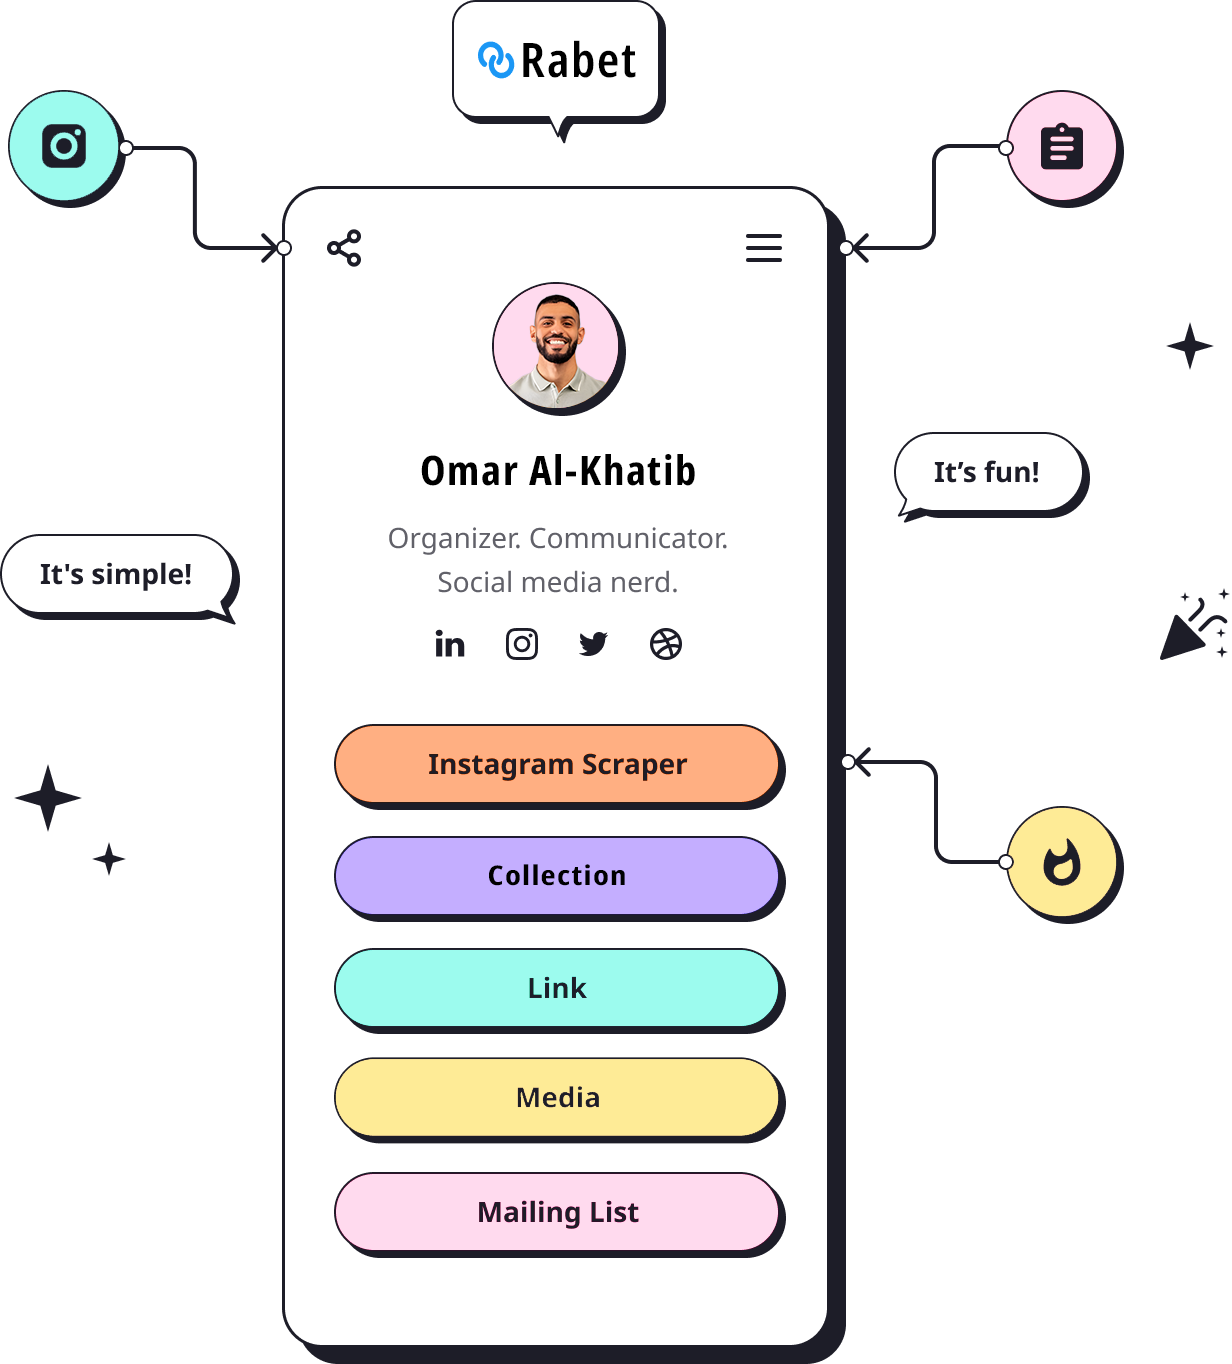 Rabet
Omar Al-Khatib
It’s fun!
Organizer. Communicator.
Social media nerd.
It's simple!
in
Instagram Scraper
Collection
Link
Media
Mailing List